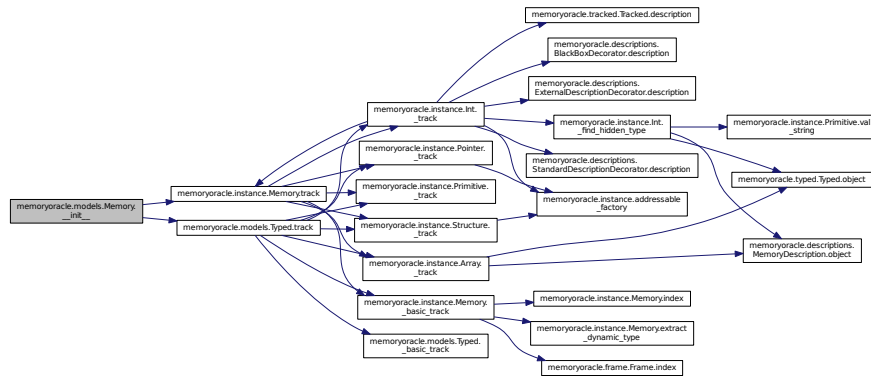 memoryoracle.models.Memory.
__init__
memoryoracle.instance.Memory.track
memoryoracle.models.Typed.track
memoryoracle.instance.Int.
_track
memoryoracle.instance.Pointer.
_track
memoryoracle.instance.Primitive.
_track
memoryoracle.instance.Structure.
_track
memoryoracle.instance.Array.
_track
memoryoracle.instance.Memory.
_basic_track
memoryoracle.models.Typed.
_basic_track
memoryoracle.tracked.Tracked.description
memoryoracle.descriptions.
BlackBoxDecorator.description
memoryoracle.descriptions.
ExternalDescriptionDecorator.description
memoryoracle.instance.Int.
_find_hidden_type
memoryoracle.descriptions.
StandardDescriptionDecorator.description
memoryoracle.instance.addressable
_factory
memoryoracle.instance.Memory.index
memoryoracle.instance.Memory.extract
_dynamic_type
memoryoracle.frame.Frame.index
memoryoracle.instance.Primitive.val
_string
memoryoracle.typed.Typed.object
memoryoracle.descriptions.
MemoryDescription.object